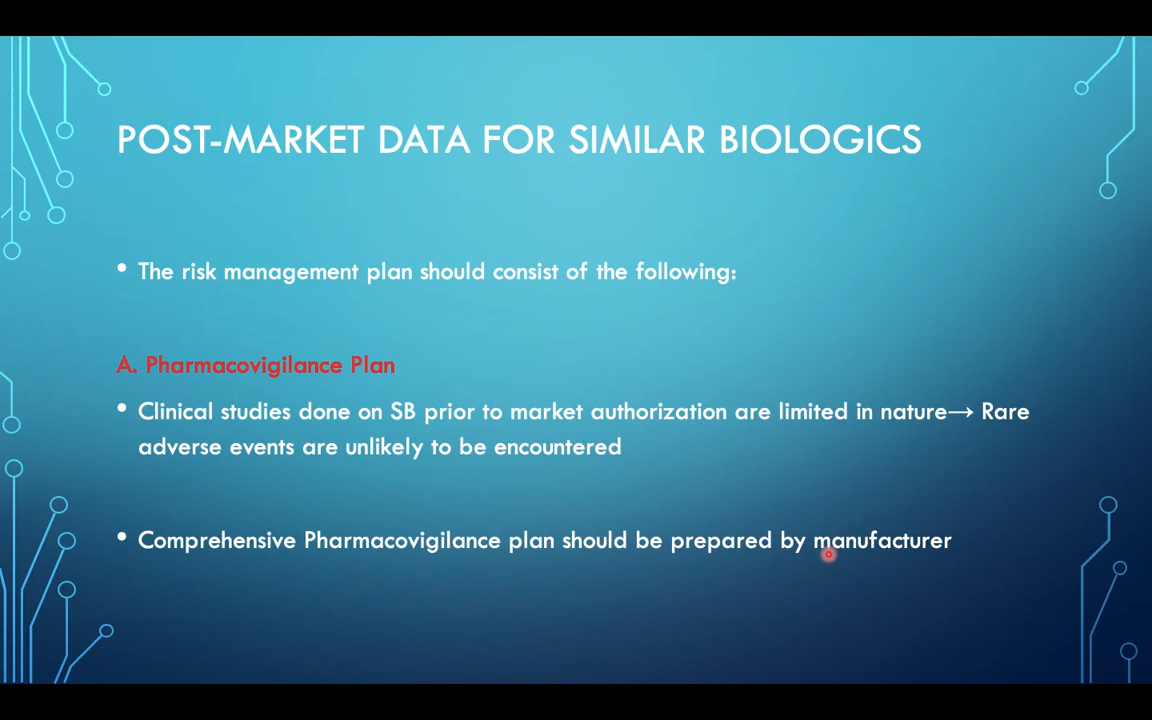 POST-MARKET DATA FOR SIMILAR BIOLOGICS
• The risk management plan should consist of the following:
A. Pharmacovigilance Plan
• Clinical studies done on SB prior to market authorization are limited in nature→ Rare
adverse events are unlikely to be encountered
• Comprehensive Pharmacovigilance plan should be prepared by manufacturer